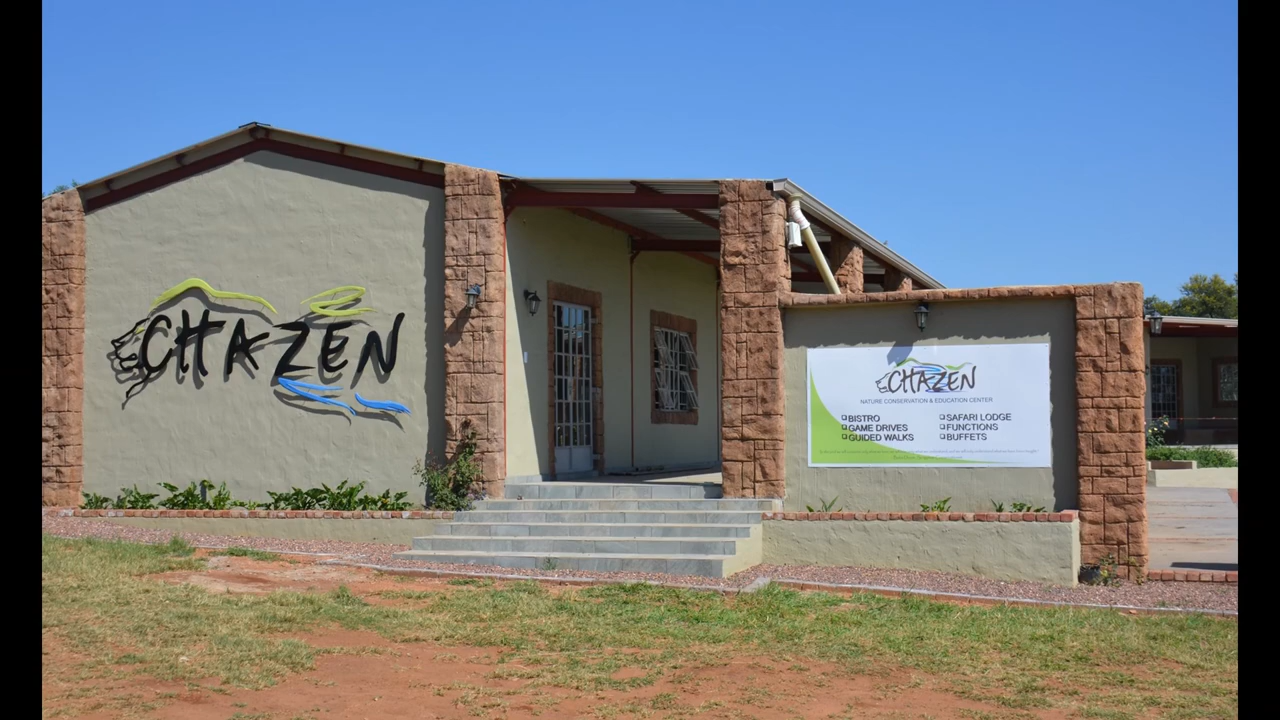 CHAZEN
CHAZEN
NATURE CONSERVATION & EDUCATION CENTER
BISTRO
GAME DRIVES
GUIDED WALKS
SAFARI LODGE
FUNCTIONS
BUFFETS